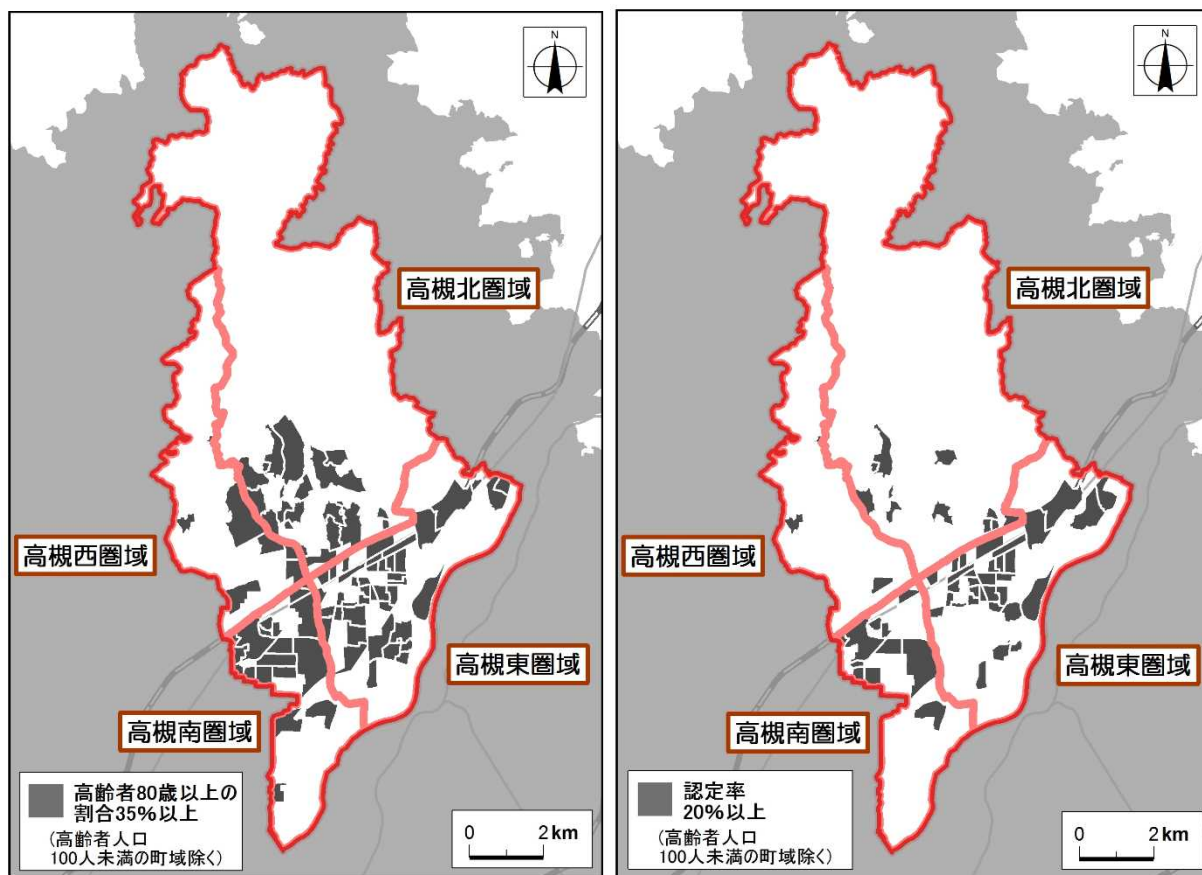 N
高槻北圏域
高槻西圏域
高槻東圏域
高槻南圏域
高齢者80歳以上の
割合35%以上
(高齢者人口
100人未満の町域除く)
0 2km
N
高槻北圏域
高槻西圏域
高槻東圏域
高槻南圏域
認定率
20%以上
(高齢者人口
100人未満の町域除く)
0 2km